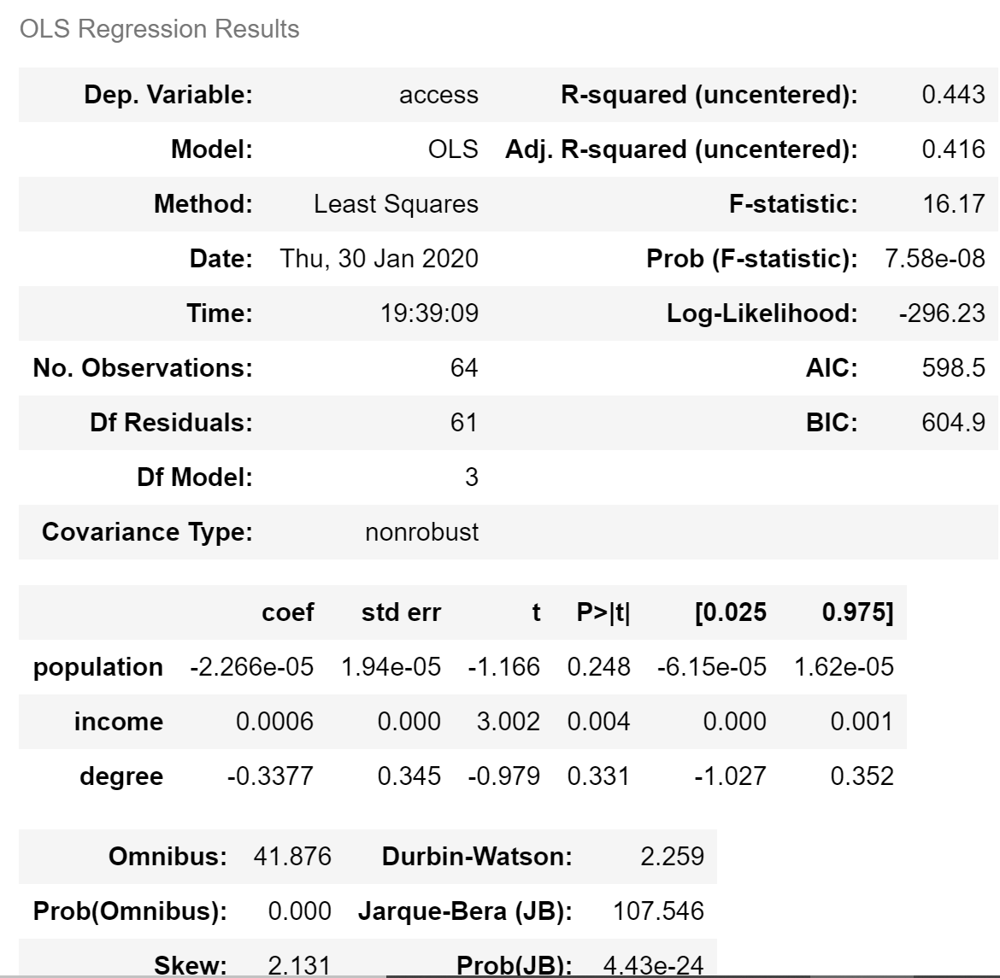 OLS Regression Results
Dep. Variable: access R-squared (uncentered): 0.443
Model: OLS Adj. R-squared (uncentered): 0.416
Method: Least Squares F-statistic: 16.17
Date: Thu, 30 Jan 2020 Prob (F-statistic): 7.58e-08
Time: 19:39:09 Log-Likelihood: -296.23
No. Observations: 64 AIC: 598.5
Df Residuals: 61 BIC: 604.9
Df Model: 3
Covariance Type: nonrobust
coef std err t P>|t| [0.025 0.975]
population -2.266e-05 1.94e-05 -1.166 0.248 -6.15e-05 1.62e-05
income 0.0006 0.000 3.002 0.004 0.000 0.001
degree -0.3377 0.345 -0.979 0.331 -1.027 0.352
Omnibus: 41.876 Durbin-Watson: 2.259
Prob(Omnibus): 0.000 Jarque-Bera (JB): 107.546
Skew: 2.131 Prob(JB): 4.43e-24